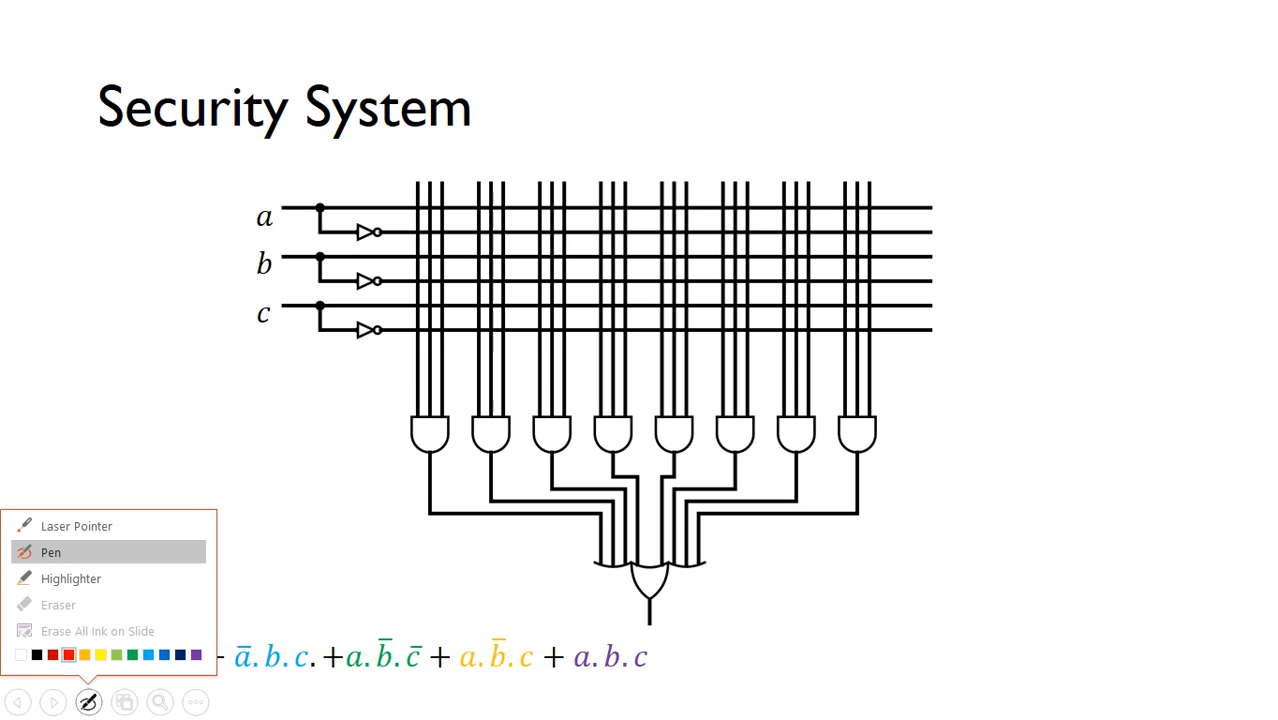 Security System
a
b
c
Laser Pointer
Pen
Highlighter
Eraser
Erase All Ink on Slide
a̅.b.c.+a.b̅.c̅ + a.b̅.c + a.b.c